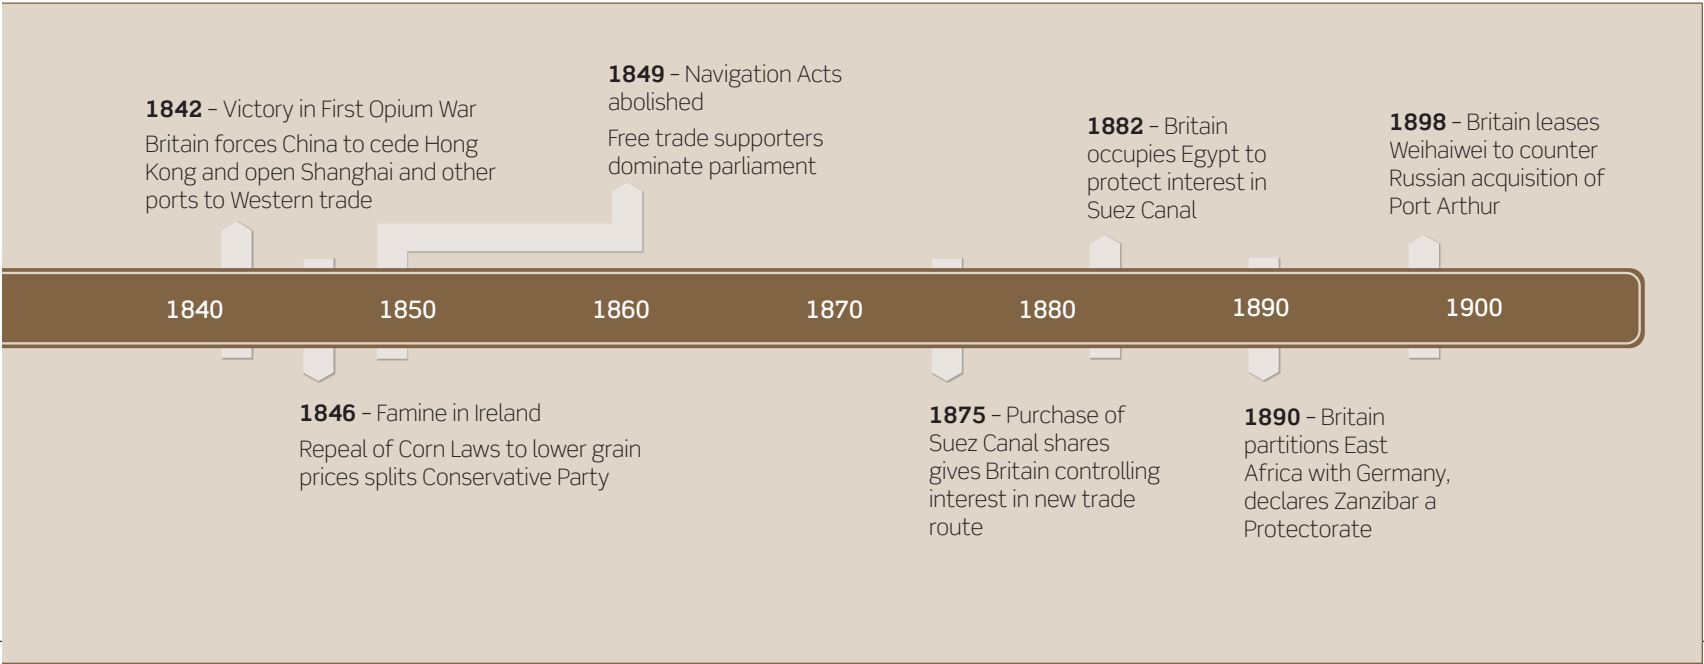 1842 – Victory in First Opium War
Britain forces China to cede Hong
Kong and open Shanghai and other
ports to Western trade
1849 – Navigation Acts
abolished
Free trade supporters
dominate parliament
1882 – Britain
occupies Egypt to
protect interest in
Suez Canal
1898 – Britain leases
Weihaiwei to counter
Russian acquisition of
Port Arthur
1840 1850 1860 1870 1880 1890 1900
1846 – Famine in Ireland
Repeal of Corn Laws to lower grain
prices splits Conservative Party
1875 – Purchase of
Suez Canal shares
gives Britain controlling
interest in new trade
route
1890 – Britain
partitions East
Africa with Germany,
declares Zanzibar a
Protectorate